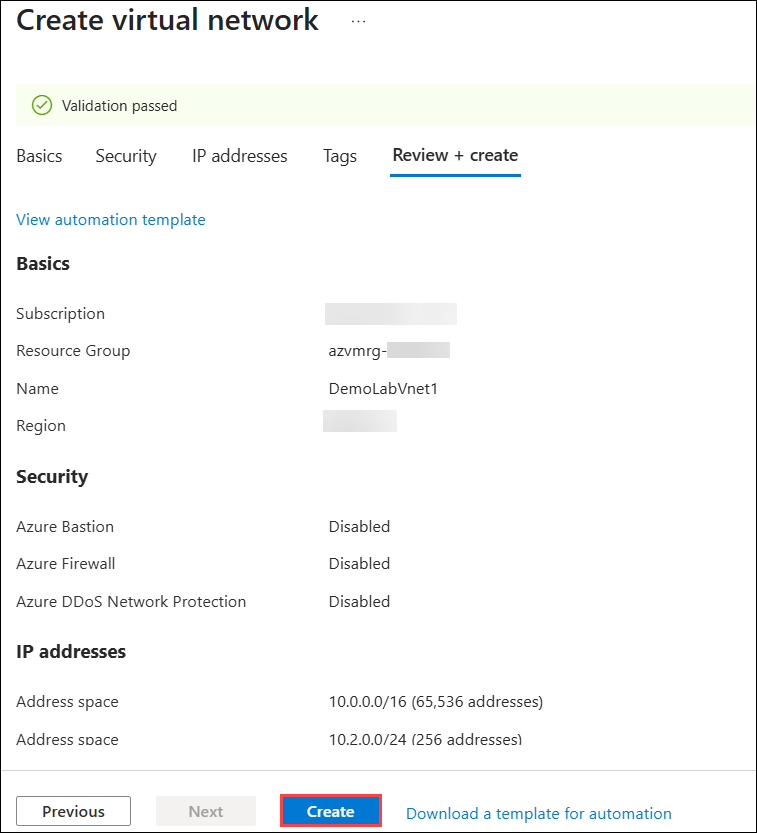 Create virtual network ...
Validation passed
Basics Security IP addresses Tags Review + create
View automation template
Basics
Subscription
Resource Group azvmrg-
Name DemoLabVnet1
Region
Security
Azure Bastion Disabled
Azure Firewall Disabled
Azure DDoS Network Protection Disabled
IP addresses
Address space 10.0.0.0/16 (65,536 addresses)
Address space 10.2.0.0/24 (256 addresses)
Previous Next Create Download a template for automation